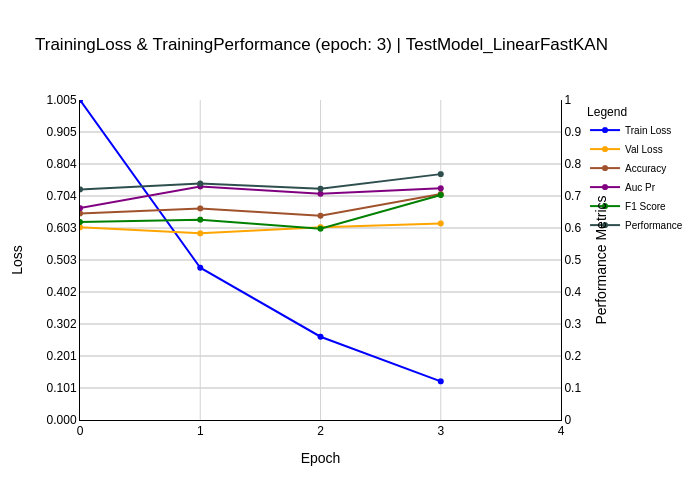 TrainingLoss & TrainingPerformance (epoch: 3) | TestModel_LinearFastKAN
Legend
Train Loss
Val Loss
Accuracy
Auc Pr
F1 Score
Performance
Loss
1.005
0.905
0.804
0.704
0.603
0.503
0.402
0.302
0.201
0.101
0.000
1
0.9
0.8
0.7
0.6
0.5
0.4
0.3
0.2
0.1
0
Performance Metrics
0 1 2 3 4
Epoch